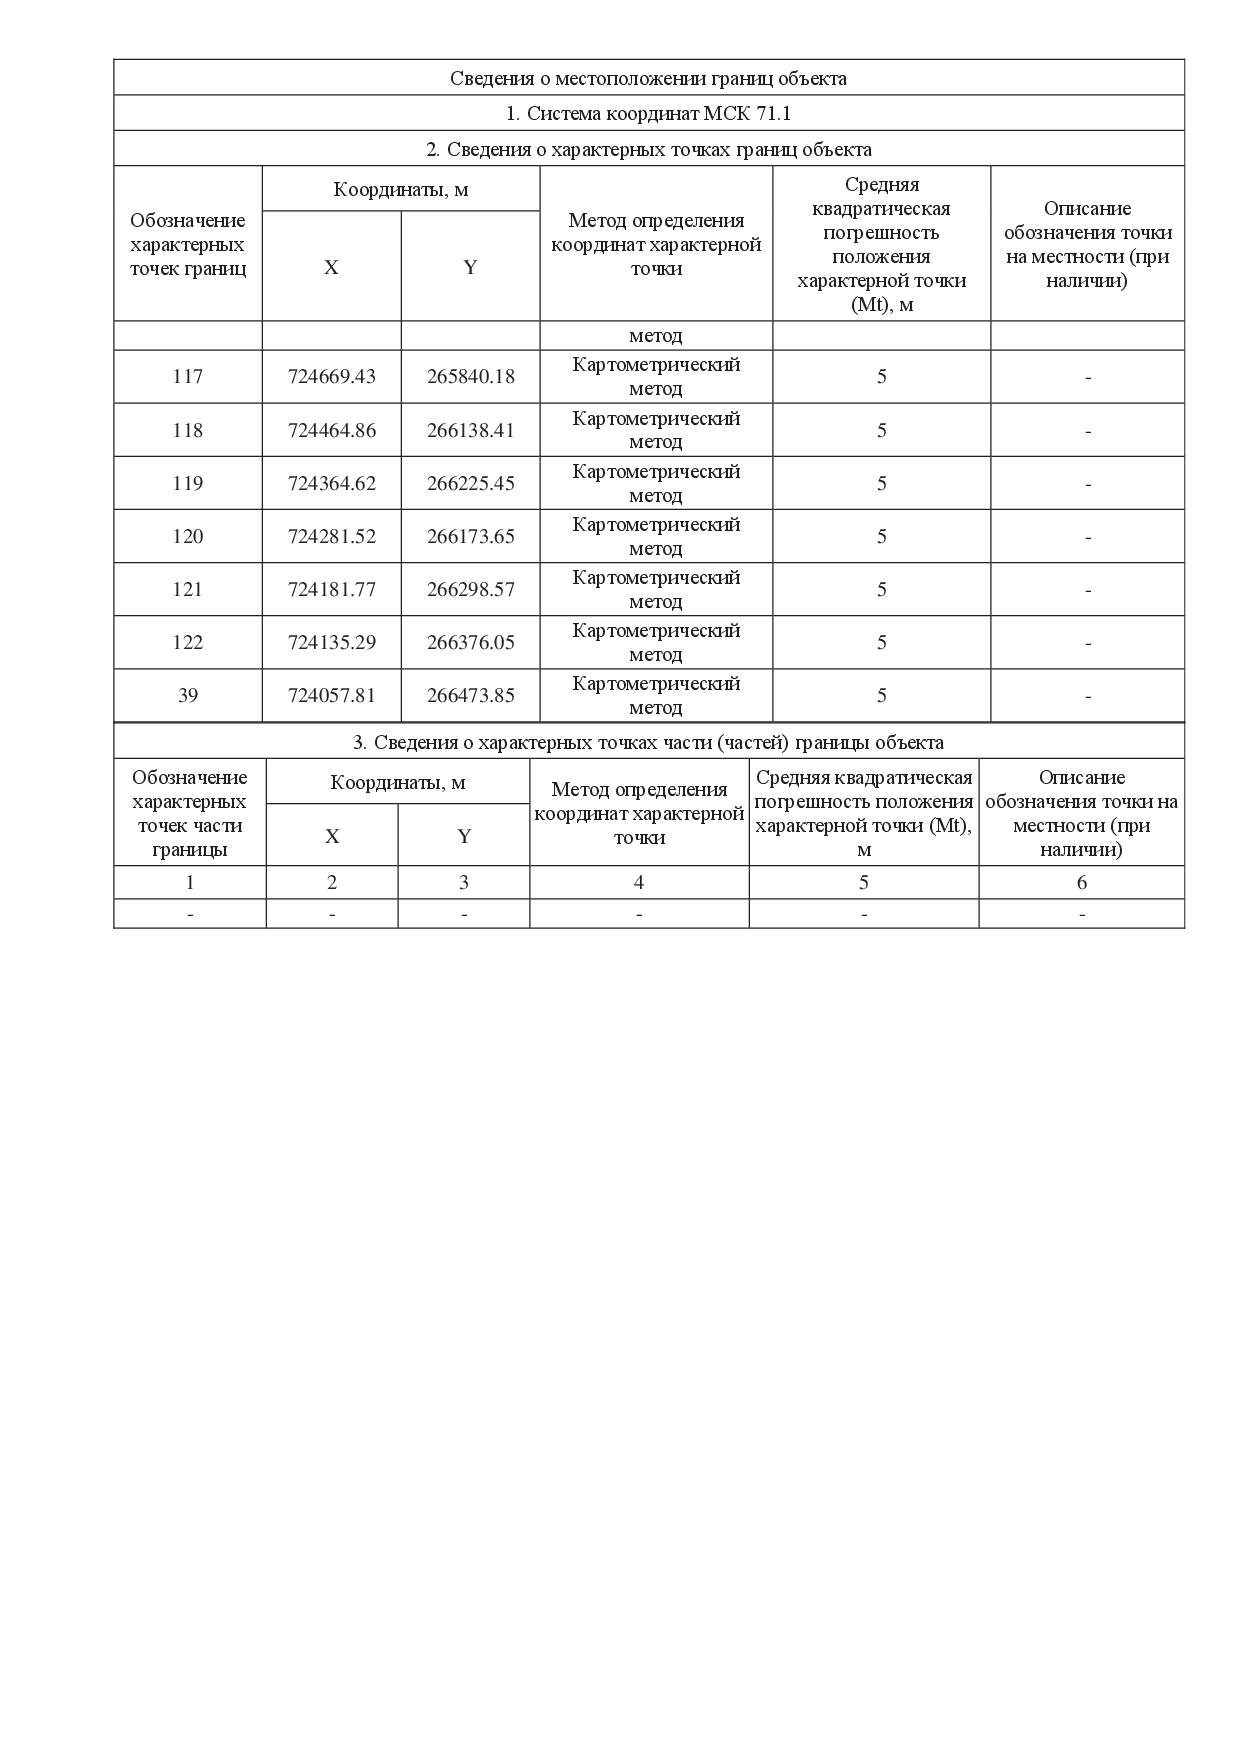 Сведения о местоположении границ объекта
1. Система координат МСК 71.1
2. Сведения о характерных точках границ объекта
Обозначение
характерных
точек границ
Координаты, м
X
Y
Метод определения
координат характерной
точки
Средняя
квадратическая
погрешность
положения
характерной точки
(Mt), м
Описание
обозначения точки
на местности (при
наличии)
метод
117 724669.43 265840.18 Картометрический
метод 5 -
118 724464.86 266138.41 Картометрический
метод 5 -
119 724364.62 266225.45 Картометрический
метод 5 -
120 724281.52 266173.65 Картометрический
метод 5 -
121 724181.77 266298.57 Картометрический
метод 5 -
122 724135.29 266376.05 Картометрический
метод 5 -
39 724057.81 266473.85 Картометрический
метод 5 -
3. Сведения о характерных точках части (частей) границы объекта
Обозначение
характерных
точек части
границы
Координаты, м
X
Y
Метод определения
координат характерной
точки
Средняя квадратическая
погрешность положения
характерной точки (Mt),
м
Описание
обозначения точки на
местности (при
наличии)
1 2 3 4 5 6
- - - - - -